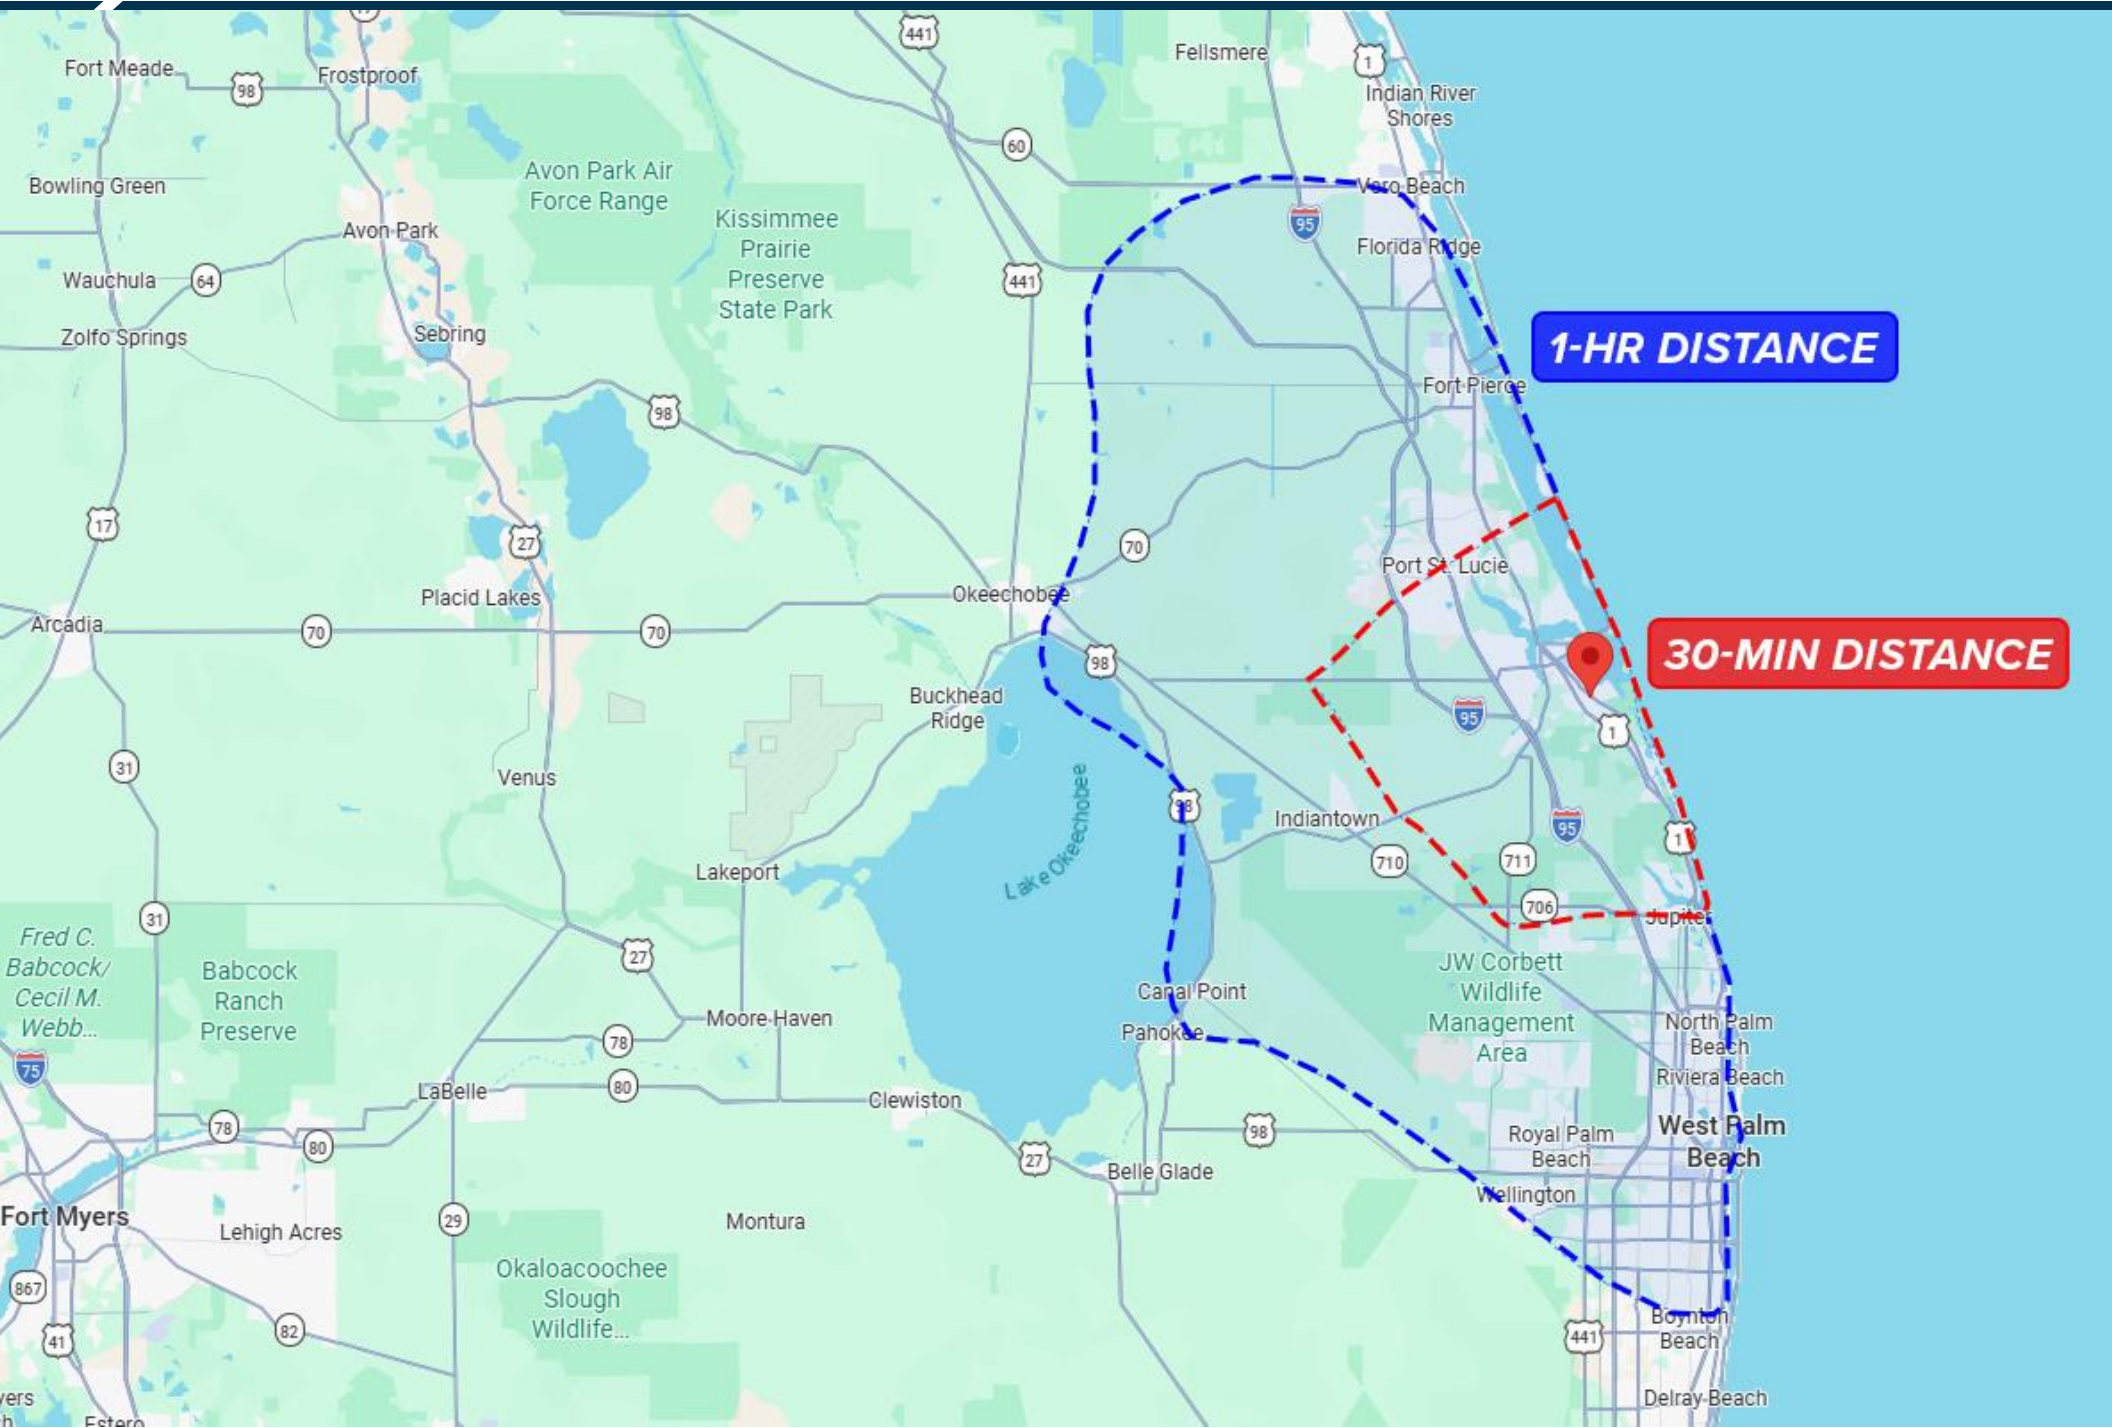 441
Fellsmere
1
Fort Meade
98
Frostproof
Indian River
Shores
60
Avon Park Air
Force Range
Bowling Green
Vero Beach
Kissimmee
Prairie
Preserve
State Park
95
Avon Park
Florida Ridge
Wauchula
64
441
Zolfo Springs
Sebring
1-HR DISTANCE
Fort Pierce
98
17
27
70
Port St. Lucie
Okeechobee
Placid Lakes
Arcadia
70
70
98
30-MIN DISTANCE
Buckhead
Ridge
95
1
31
Venus
98
Lake Okeechobee
Indiantown
95
1
710
711
Lakeport
706
Jupiter
31
Fred C.
Babcock/
Cecil M.
Webb...
27
Babcock
Ranch
Preserve
JW Corbett
Wildlife
Management
Area
Canal Point
Moore Haven
Pahokee
North Palm
Beach
78
75
80
LaBelle
Clewiston
Riviera Beach
78
80
98
West Palm
Beach
Royal Palm
Beach
27
Belle Glade
Wellington
Fort Myers
Lehigh Acres
29
Montura
867
Okaloacoochee
Slough
Wildlife...
82
41
Boynton
Beach
441
Delray Beach
yers
Estero